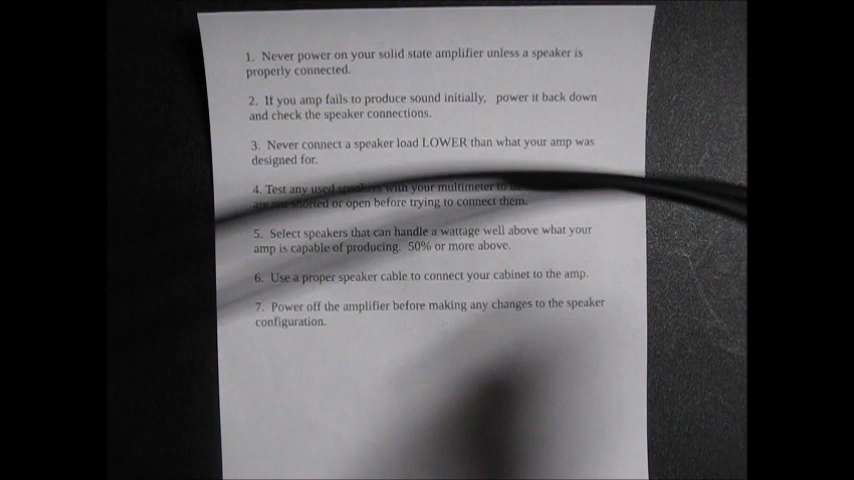 1. Never power on your solid state amplifier unless a speaker is
properly connected.
2. If you amp fails to produce sound initially, power it back down
and check the speaker connections.
3. Never connect a speaker load LOWER than what your amp was
designed for.
4. Test any used speakers with your multimeter to
are not shorted or open before trying to connect them.
5. Select speakers that can handle a wattage well above what your
amp is capable of producing. 50% or more above.
6. Use a proper speaker cable to connect your cabinet to the amp.
7. Power off the amplifier before making any changes to the speaker
configuration.